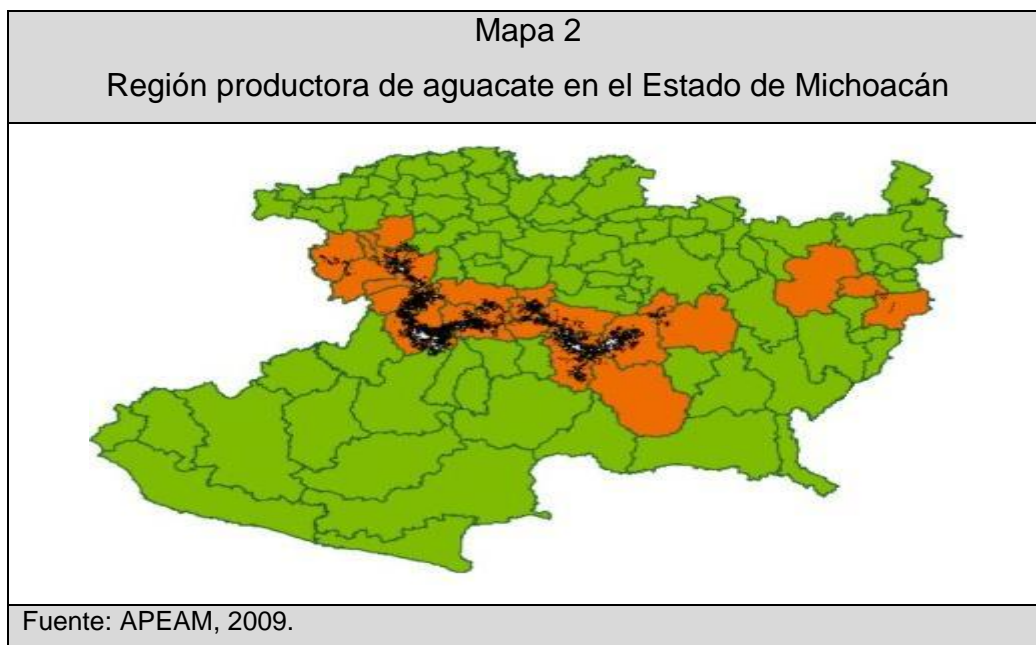 Mapa 2
Región productora de aguacate en el Estado de Michoacán
Fuente: APEAM, 2009.